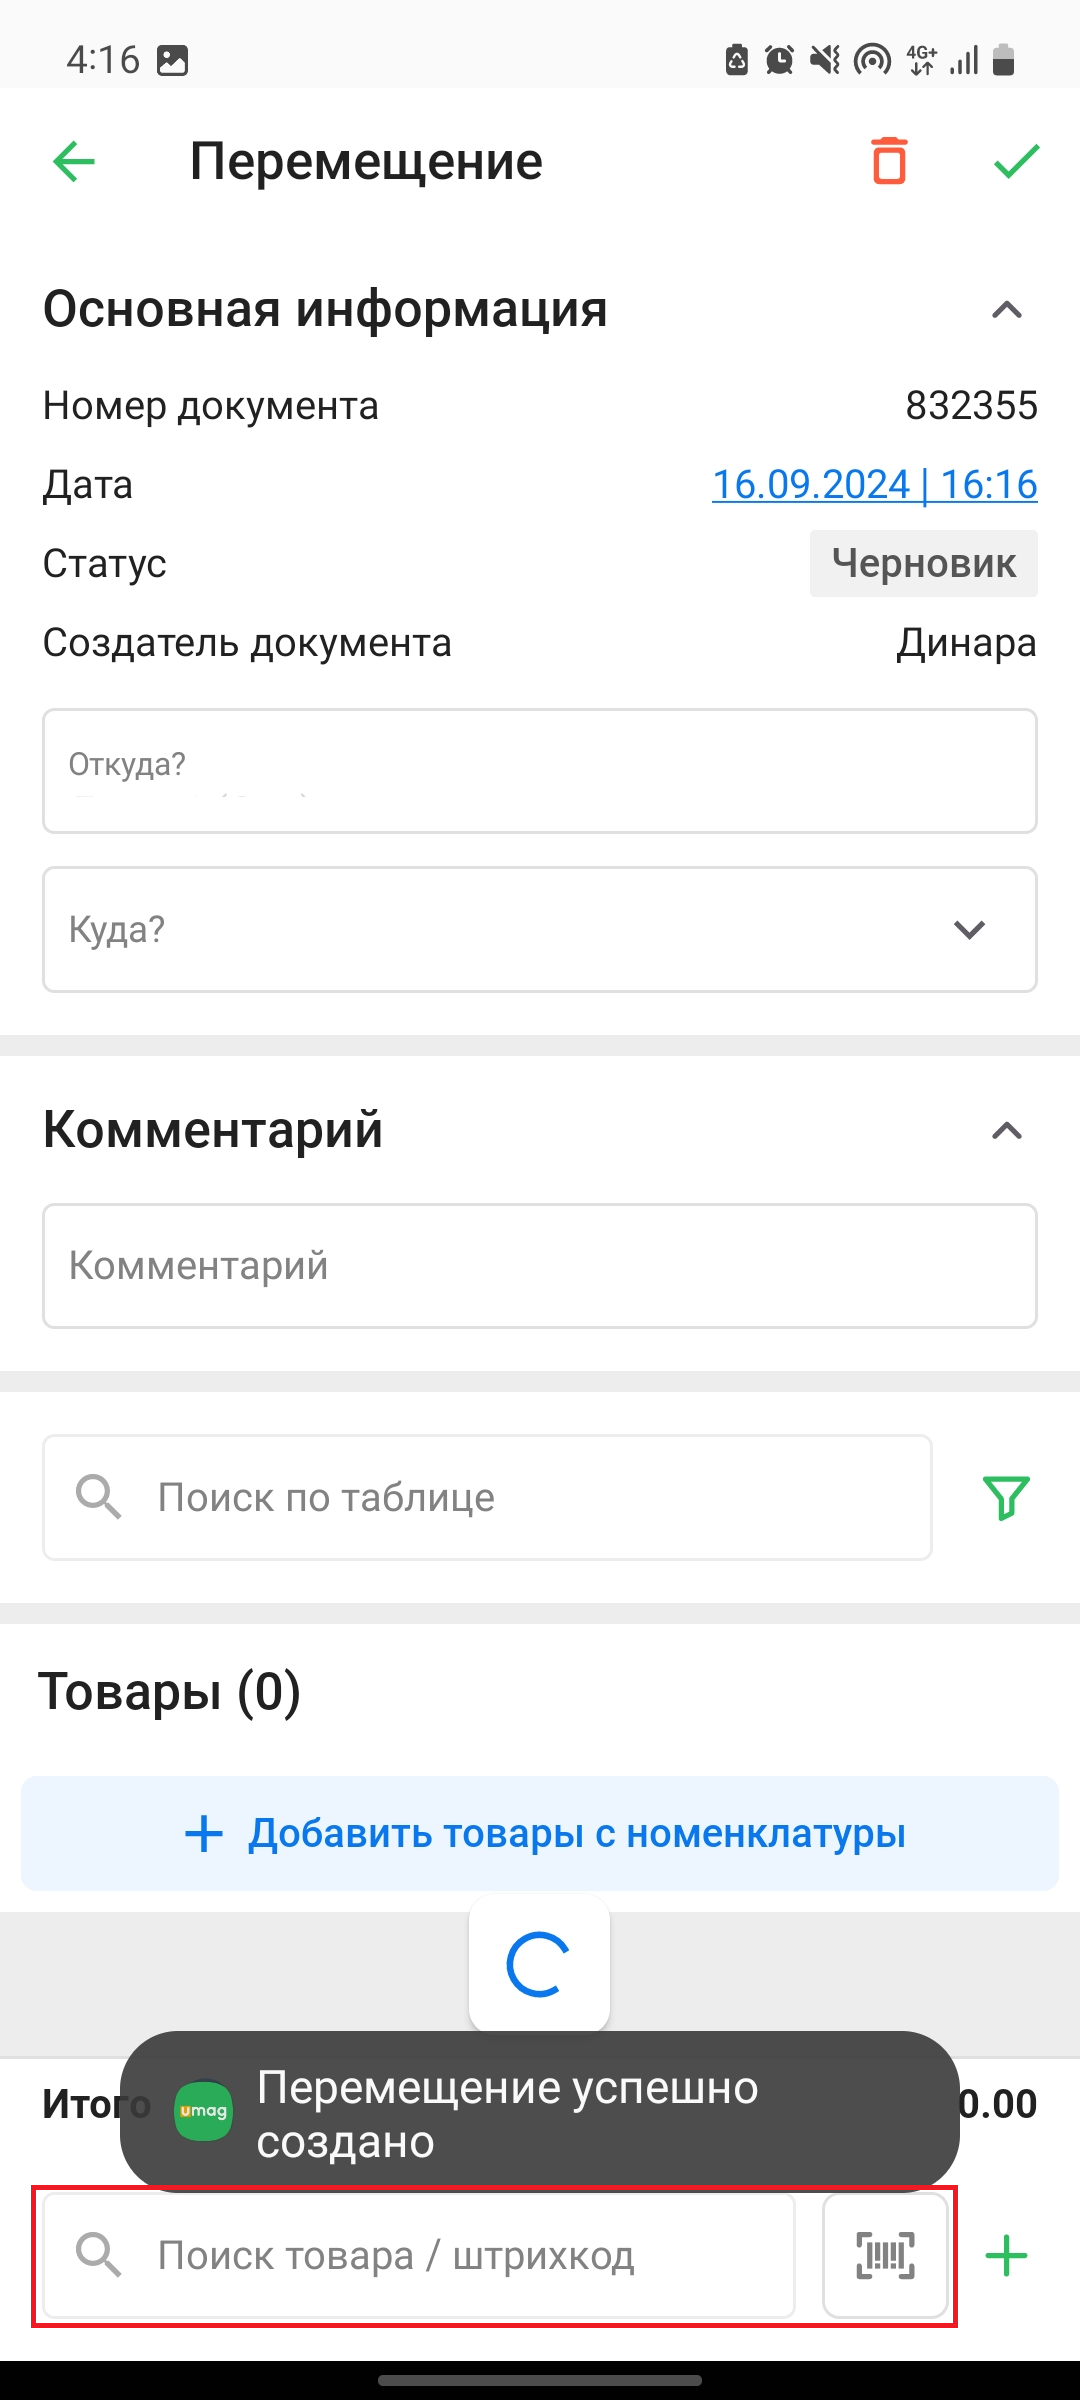 4:16
4G+
Перемещение
Основная информация
Номер документа 832355
Дата 16.09.2024 | 16:16
Статус Черновик
Создатель документа Динара
Откуда?
Куда?
Комментарий
Комментарий
Поиск по таблице
Товары (0)
+ Добавить товары с номенклатуры
Итого 0.00
umag
Перемещение успешно
создано
Поиск товара / штрихкод